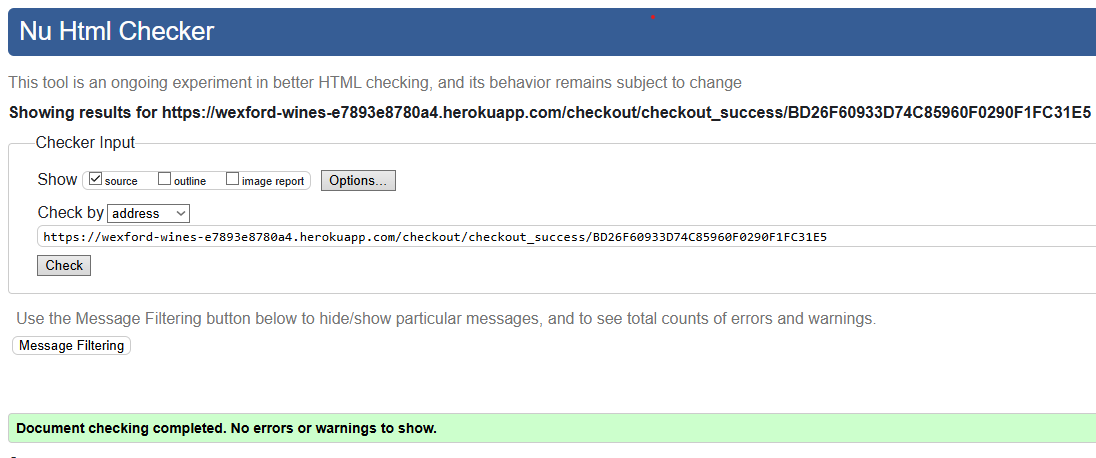 Nu Html Checker
This tool is an ongoing experiment in better HTML checking, and its behavior remains subject to change
Showing results for https://wexford-wines-e7893e8780a4.herokuapp.com/checkout/checkout_success/BD26F60933D74C85960F0290F1FC31E5
Checker Input
Show source outline image report Options...
Check by address
https://wexford-wines-e7893e8780a4.herokuapp.com/checkout/checkout_success/BD26F60933D74C85960F0290F1FC31E5
Check
Use the Message Filtering button below to hide/show particular messages, and to see total counts of errors and warnings.
Message Filtering
Document checking completed. No errors or warnings to show.